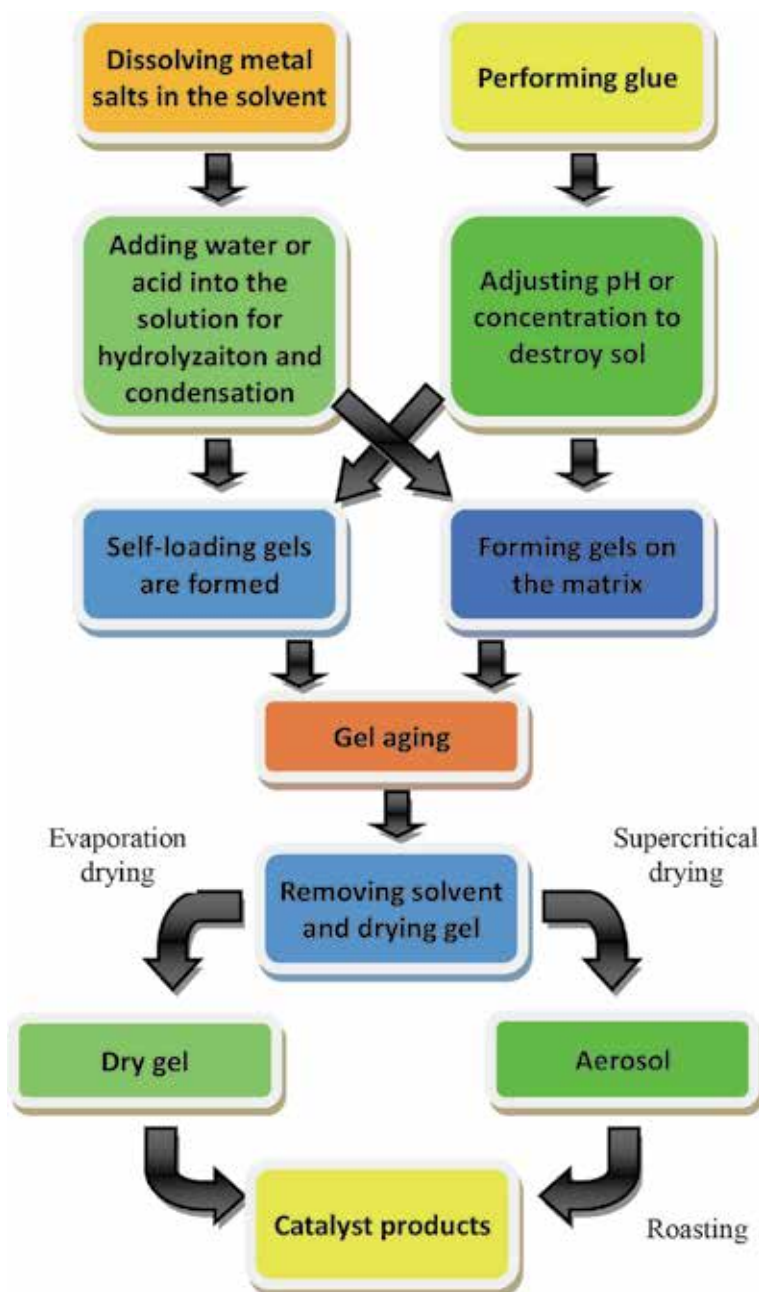 Dissolving metal
salts in the solvent
Performing glue
Adding water or
acid into the
solution for
hydrolyzaiton and
condensation
Adjusting pH or
concentration to
destroy sol
Self-loading gels
are formed
Forming gels on
the matrix
Gel aging
Evaporation
drying
Supercritical
drying
Removing solvent
and drying gel
Dry gel
Aerosol
Catalyst products
Roasting